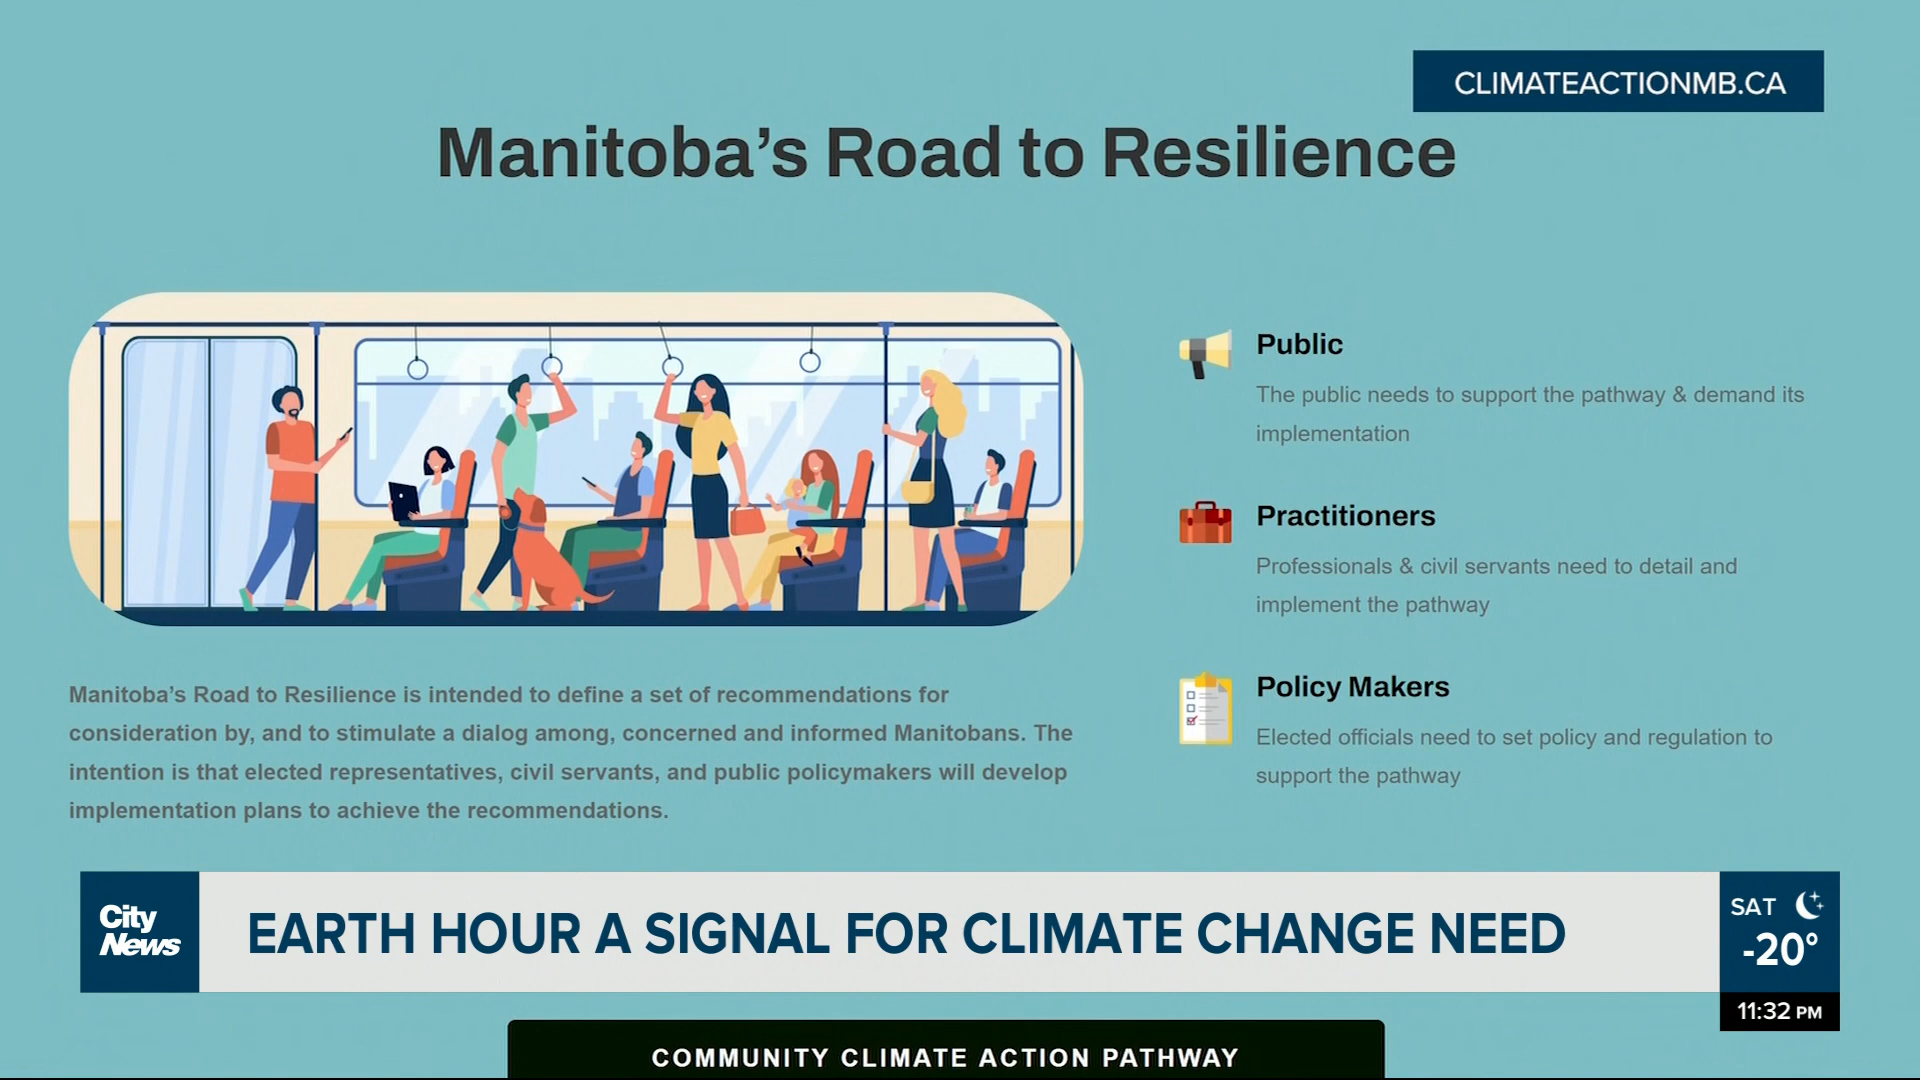 CLIMATEACTIONMB.CA
Manitoba’s Road to Resilience
Public
The public needs to support the pathway & demand its
implementation
Practitioners
Professionals & civil servants need to detail and
implement the pathway
Policy Makers
Elected officials need to set policy and regulation to
support the pathway
Manitoba’s Road to Resilience is intended to define a set of recommendations for
consideration by, and to stimulate a dialog among, concerned and informed Manitobans. The
intention is that elected representatives, civil servants, and public policymakers will develop
implementation plans to achieve the recommendations.
City
News
EARTH HOUR A SIGNAL FOR CLIMATE CHANGE NEED
SAT
-20°
11:32 PM
COMMUNITY CLIMATE ACTION PATHWAY